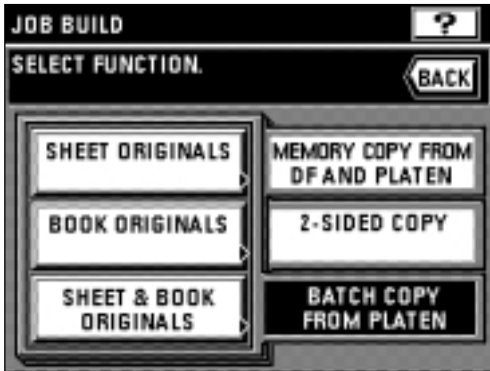 JOB BUILD
?
SELECT FUNCTION.
BACK
SHEET ORIGINALS
MEMORY COPY FROM
DF AND PLATEN
BOOK ORIGINALS
2-SIDED COPY
SHEET & BOOK
ORIGINALS
BATCH COPY
FROM PLATEN